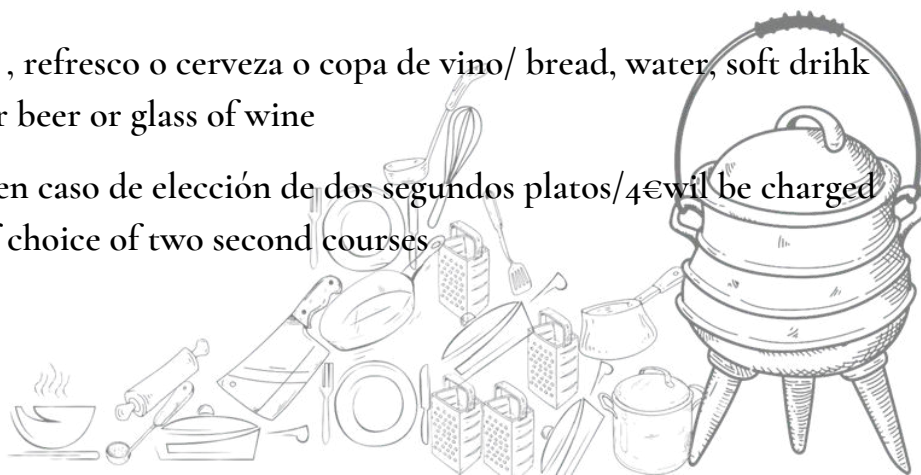 , refresco o cerveza o copa de vino/ bread, water, soft drihk
r beer or glass of wine
en caso de elección de dos segundos platos/4€wil be charged
f choice of two second courses